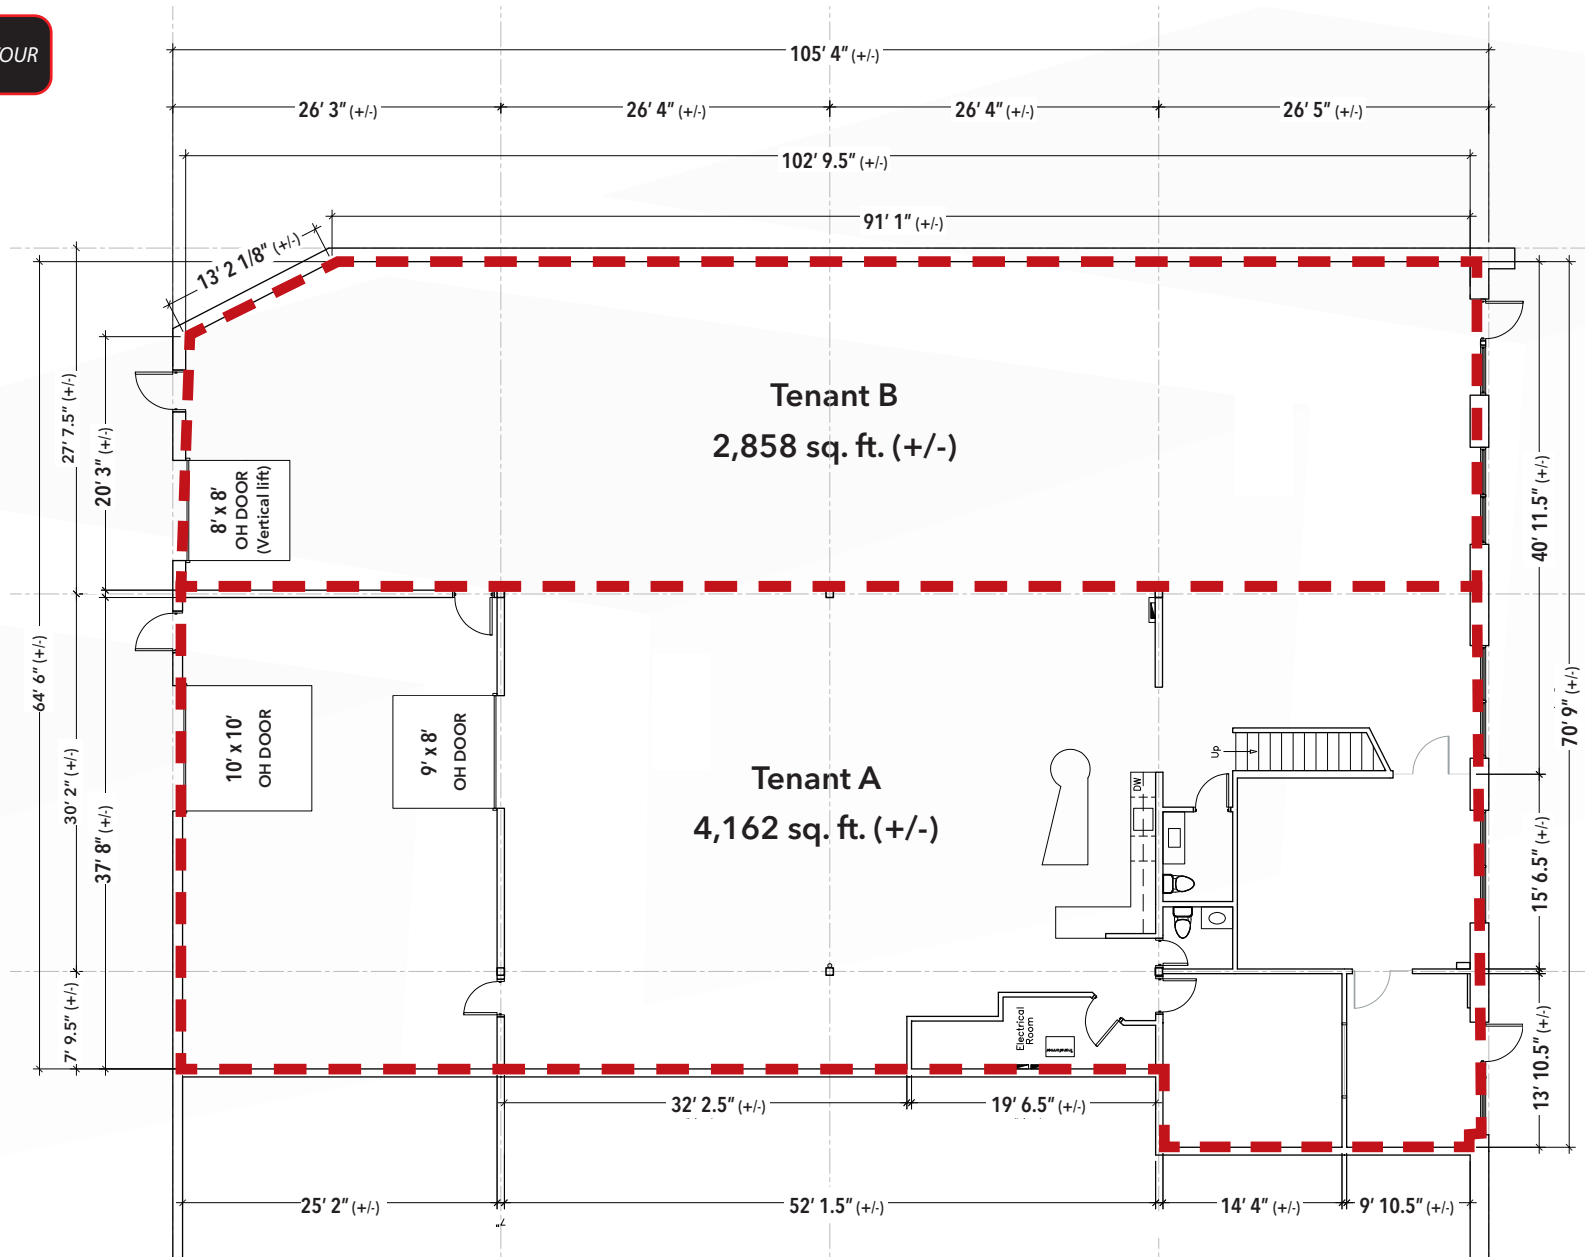 OUR
105' 4" (+/-)
26' 3" (+/-)
26' 4" (+/-)
26' 4" (+/-)
26' 5" (+/-)
102' 9.5" (+/-)
91' 1" (+/-)
13' 2 1/8" (+/-)
27' 7.5" (+/-)
20' 3" (+/-)
64' 6" (+/-)
30' 2" (+/-)
37' 8" (+/-)
7' 9.5" (+/-)
Tenant B
2,858 sq. ft. (+/-)
8' x 8'
OH DOOR
(Vertical lift)
10' x 10'
OH DOOR
9' x 8'
OH DOOR
Tenant A
4,162 sq. ft. (+/-)
Up
DW
Electrical
Room
Transformer
40' 11.5" (+/-)
70' 9" (+/-)
15' 6.5" (+/-)
13' 10.5" (+/-)
32' 2.5" (+/-)
19' 6.5" (+/-)
25' 2" (+/-)
52' 1.5" (+/-)
14' 4" (+/-)
9' 10.5" (+/-)